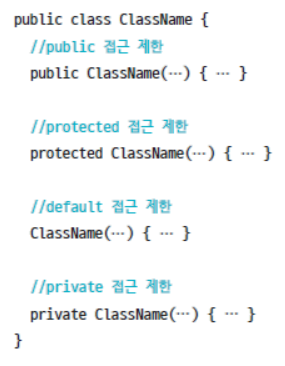 public class ClassName {
//public 접근 제한
public ClassName(…) { … }
//protected 접근 제한
protected ClassName(…) { … }
//default 접근 제한
ClassName(…) { … }
//private 접근 제한
private ClassName(…) { … }
}